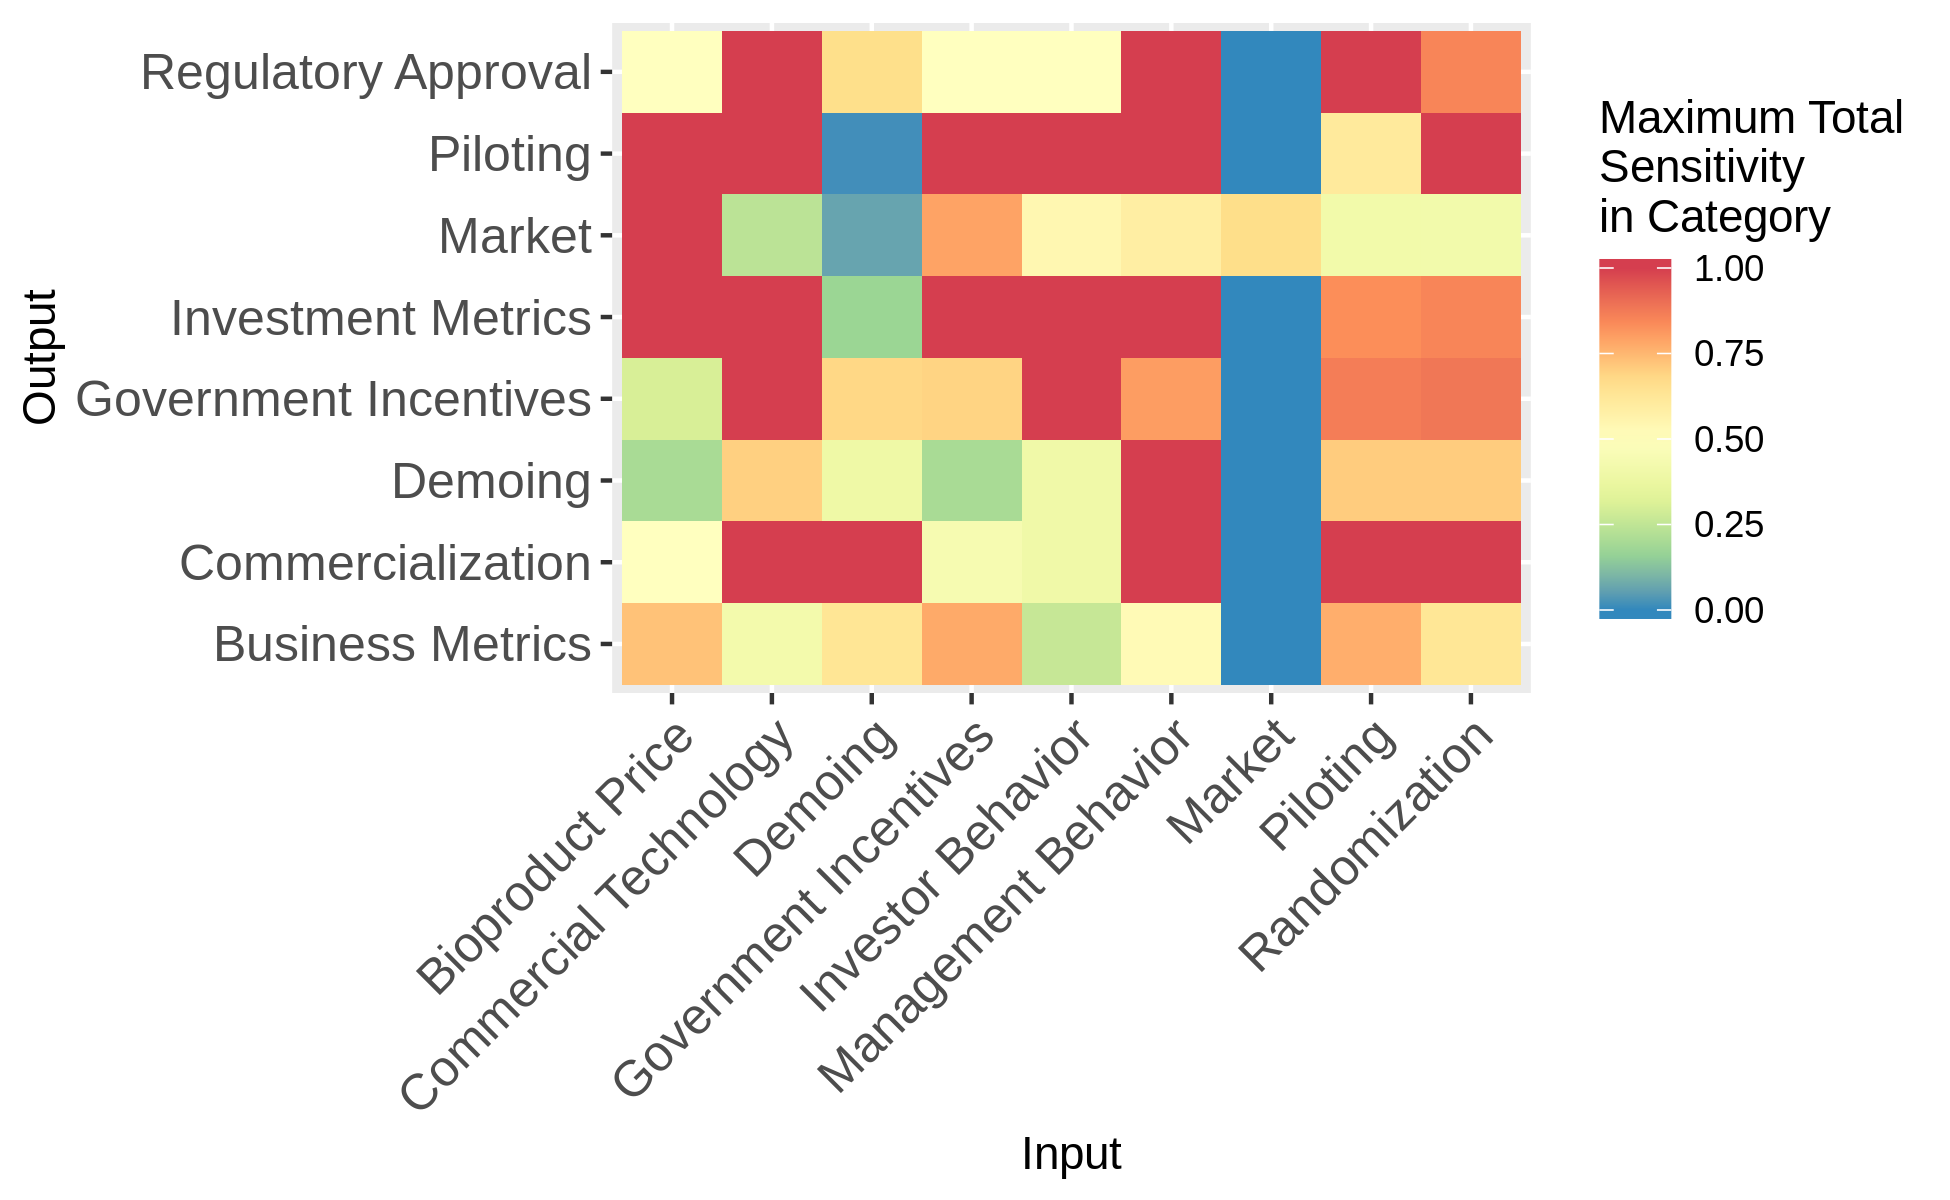 Regulatory Approval
Piloting
Market
Investment Metrics
Government Incentives
Demoing
Commercialization
Business Metrics
Output
Bioproduct Price
Commercial Technology
Demoing
Government Incentives
Investor Behavior
Management Behavior
Market
Piloting
Randomization
Input
Maximum Total
Sensitivity
in Category
1.00
0.75
0.50
0.25
0.00